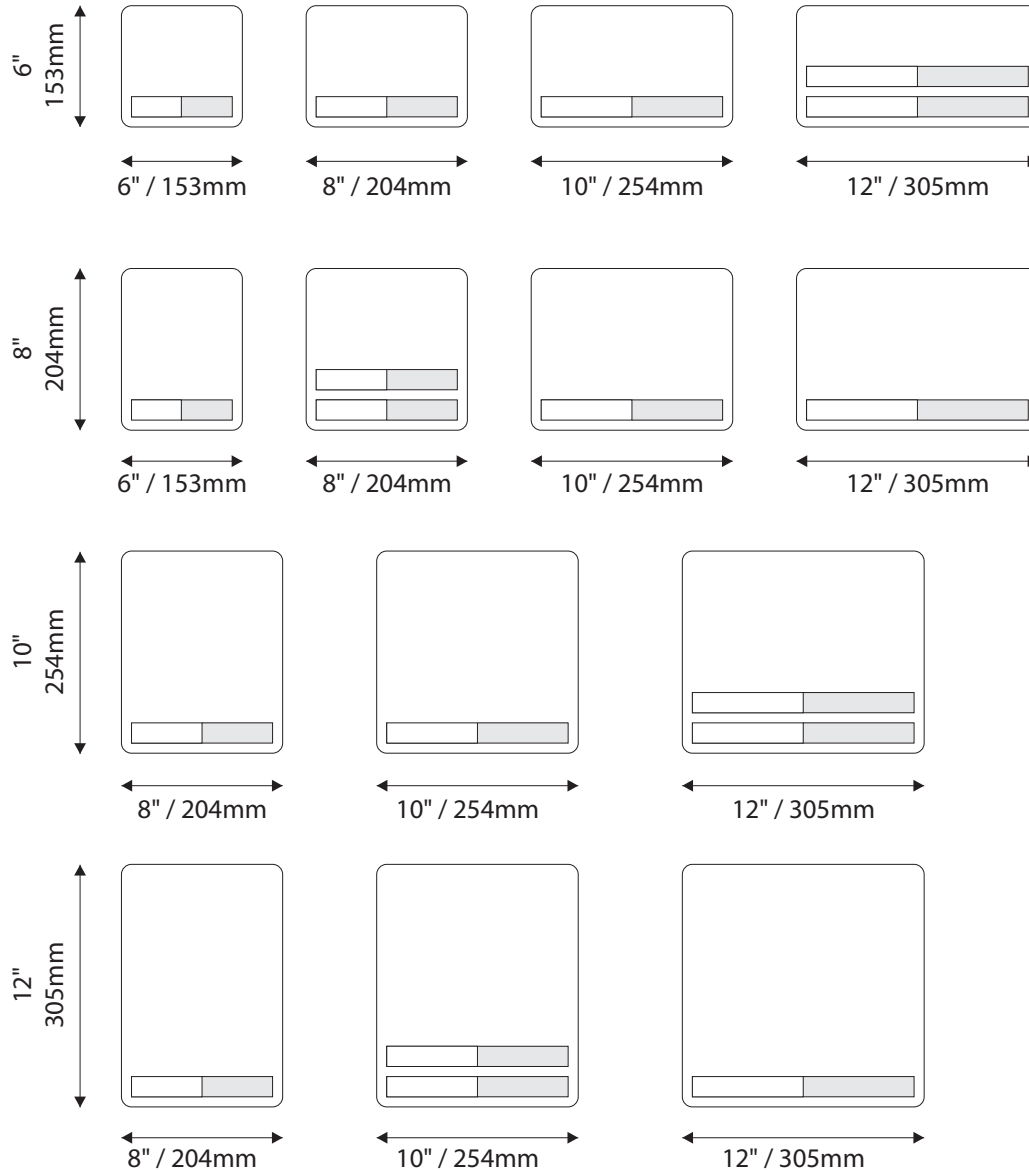 6"
153mm
6" / 153mm
8" / 204mm
10" / 254mm
12" / 305mm
8"
204mm
6" / 153mm
8" / 204mm
10" / 254mm
12" / 305mm
10"
254mm
8" / 204mm
10" / 254mm
12" / 305mm
12"
305mm
8" / 204mm
10" / 254mm
12" / 305mm